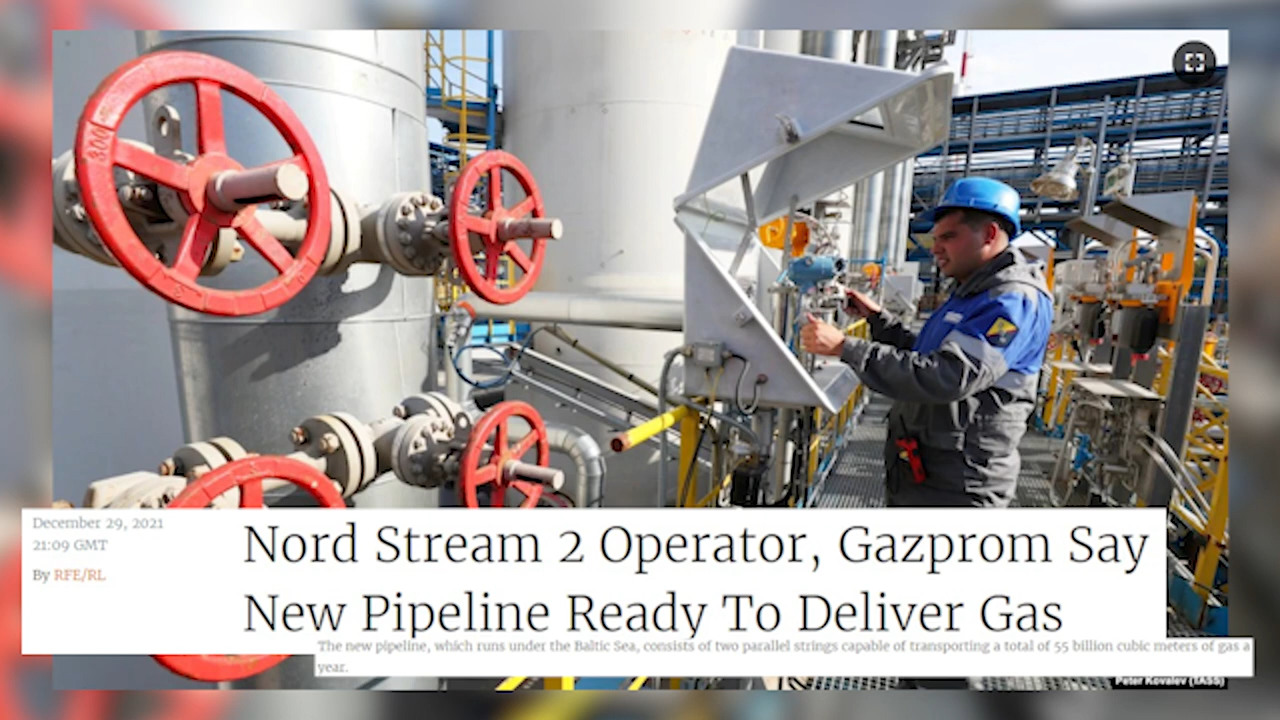 300
December 29, 2021
21:09 GMT
By RFE/RL
Nord Stream 2 Operator, Gazprom Say
New Pipeline Ready To Deliver Gas
The new pipeline, which runs under the Baltic Sea, consists of two parallel strings capable of transporting a total of 55 billion cubic meters of gas a
year.
Peter Kovalev (TASS)